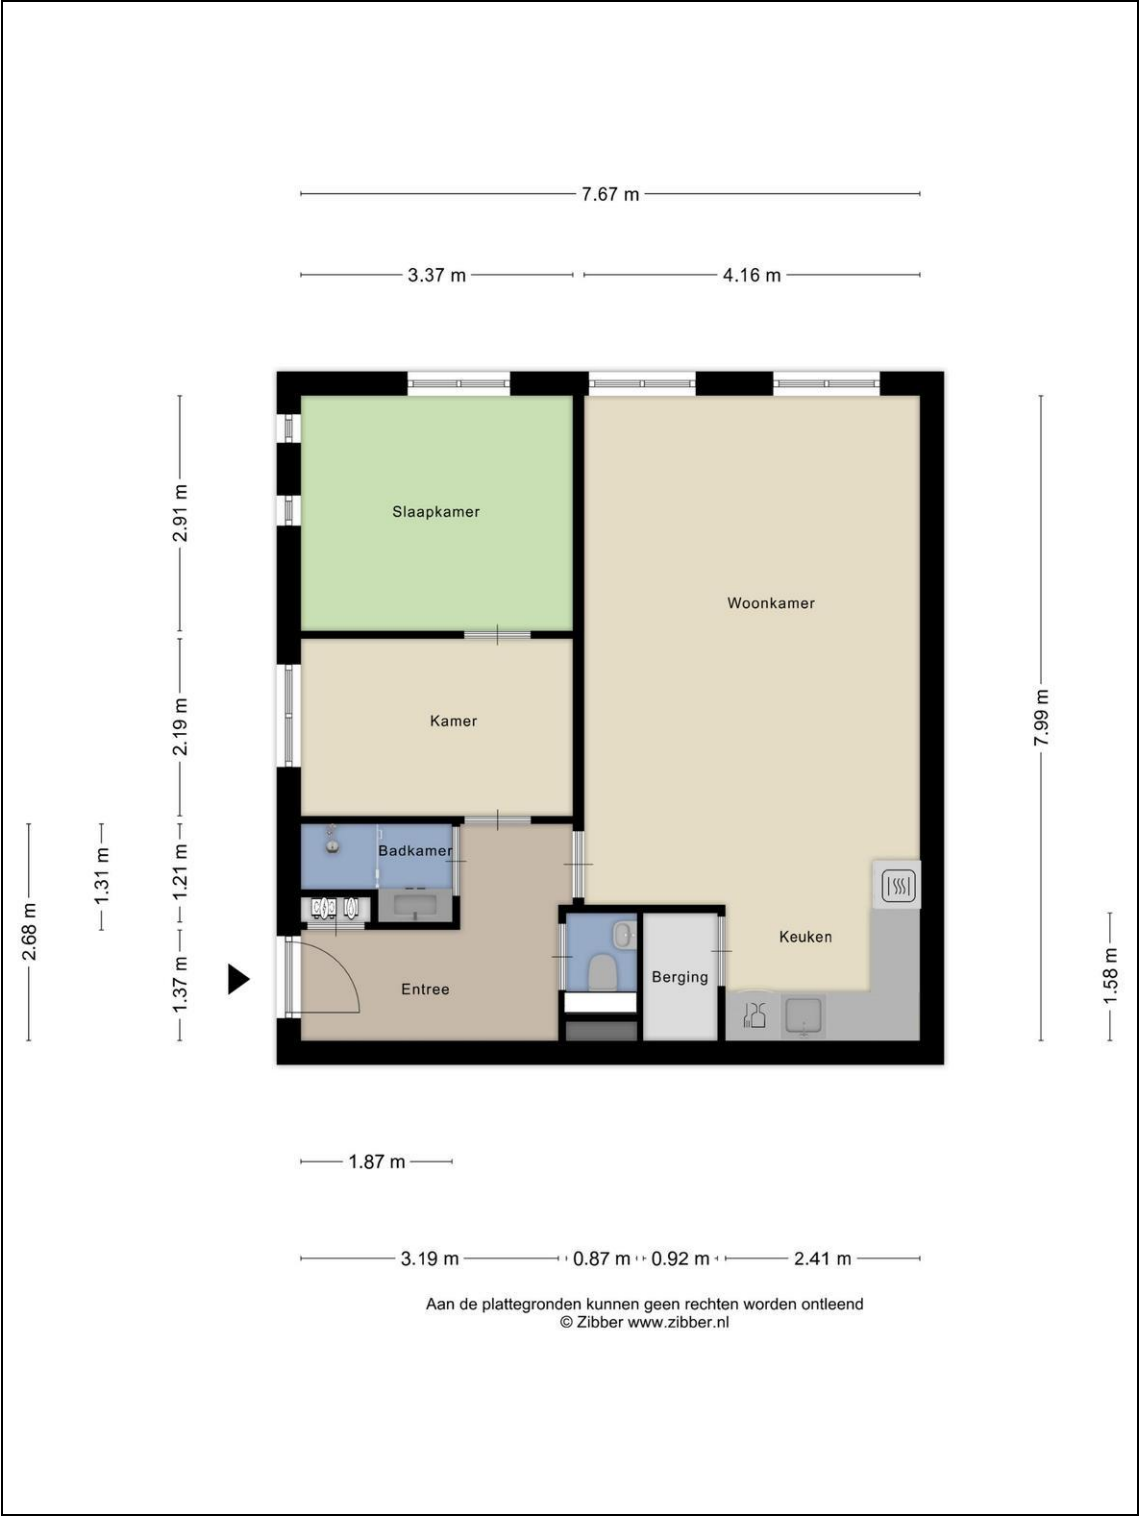 7.67 m
3.37 m
4.16 m
2.91 m
Slaapkamer
Woonkamer
2.19 m
Kamer
7.99 m
2.68 m
1.31 m
1.21 m
Badkamer
1.37 m
Entree
Berging
Keuken
1.58 m
1.87 m
3.19 m
0.87 m
0.92 m
2.41 m
Aan de plattegronden kunnen geen rechten worden ontleend
© Zibber www.zibber.nl